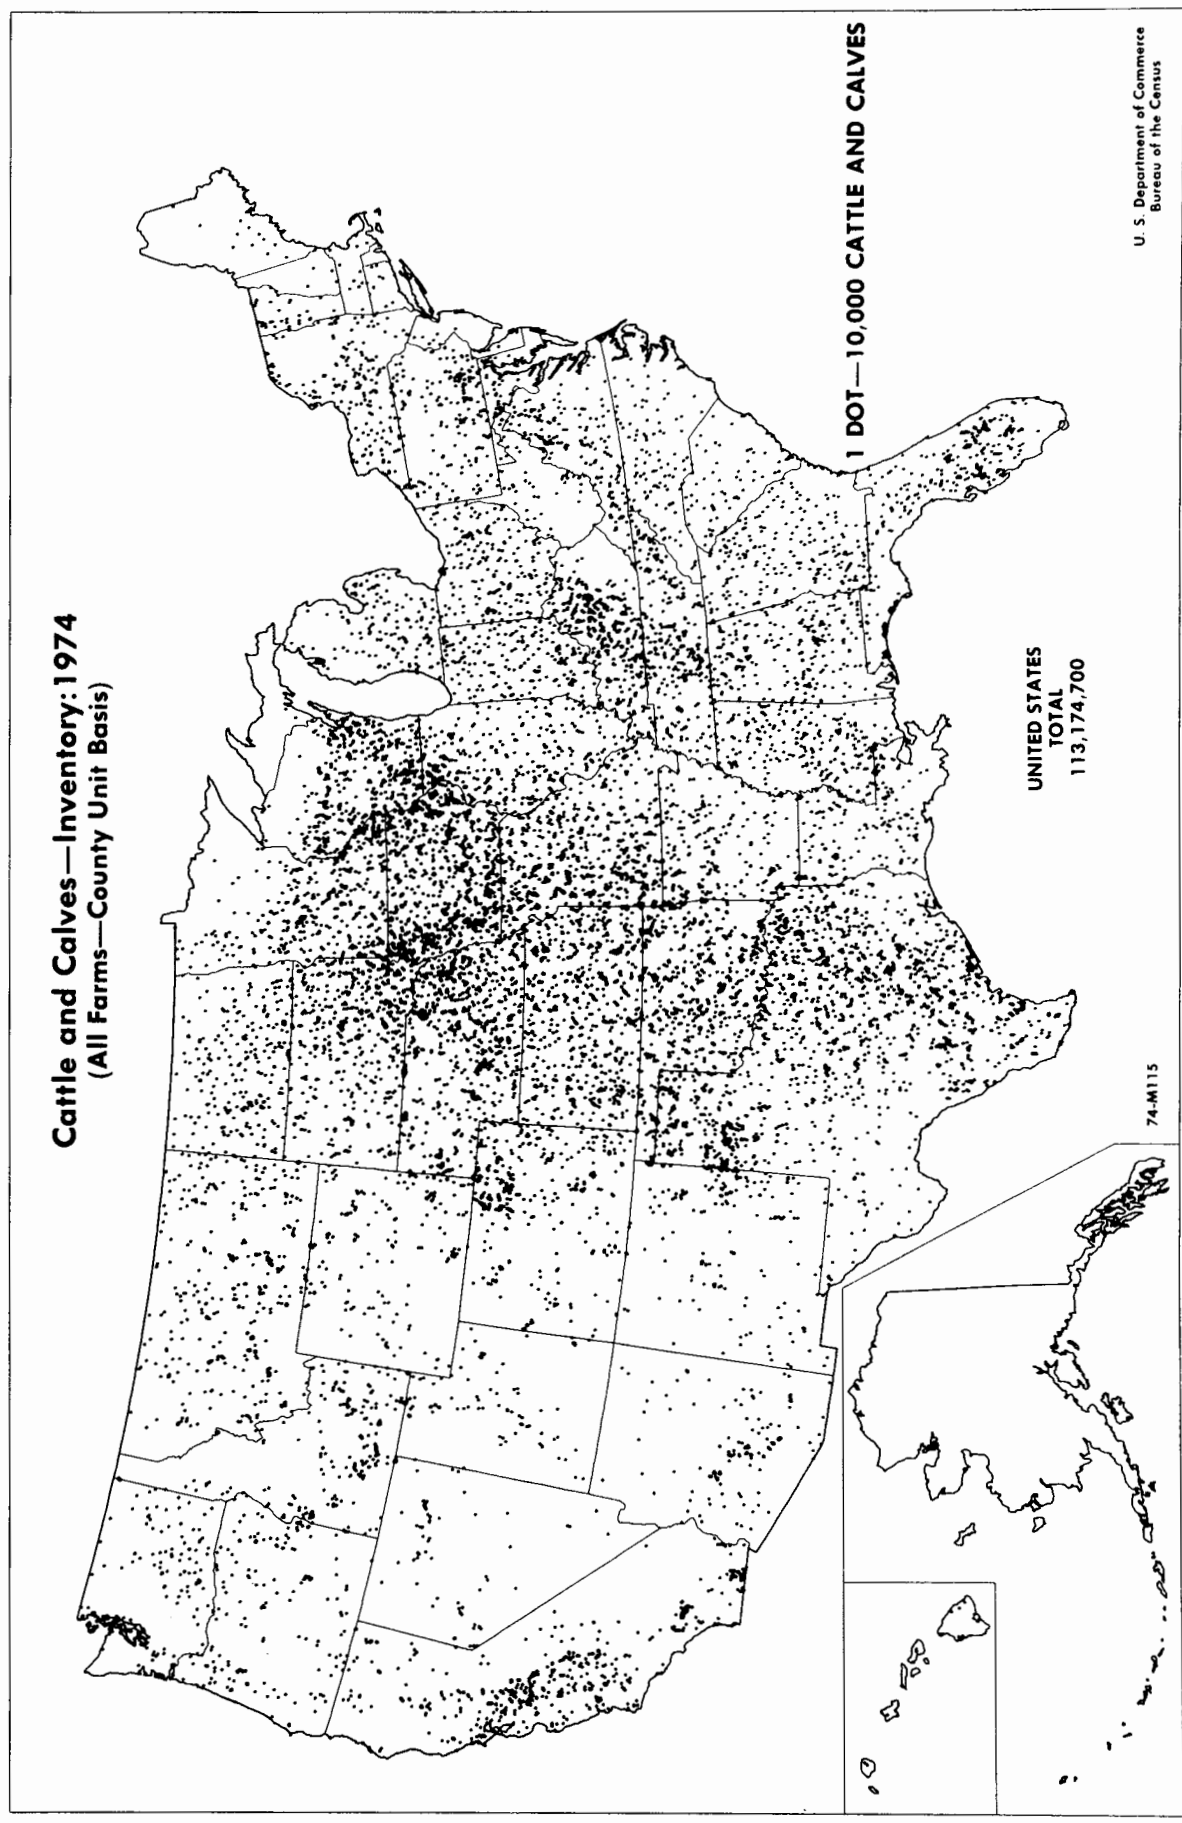 Cattle and Calves—Inventory:1974
(All Farms—County Unit Basis)
1 DOT—10,000 CATTLE AND CALVES
UNITED STATES
TOTAL
113,174,700
74-M115
U. S. Department of Commerce
Bureau of the Census